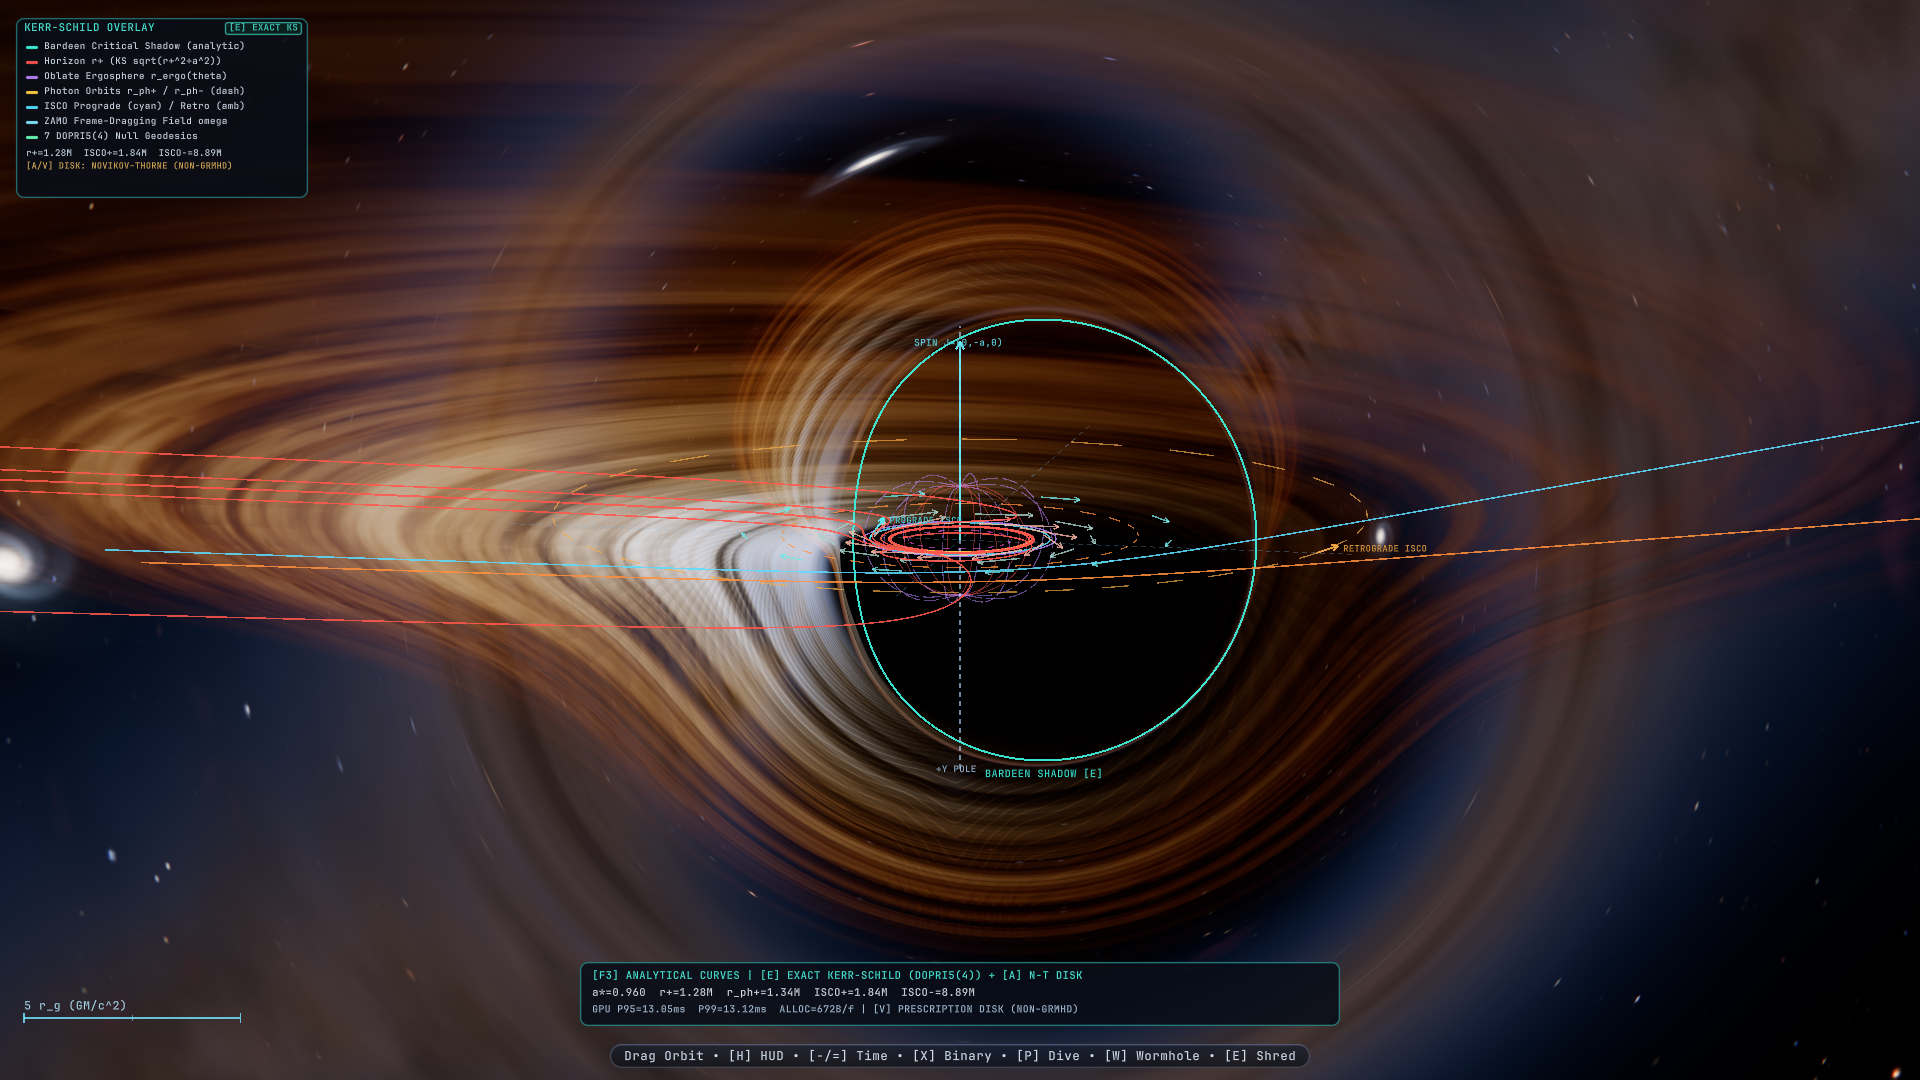 KERR-SCHILD OVERLAY [E] EXACT KS
Bardeen Critical Shadow (analytic)
Horizon r+ (KS sqrt(r+^2+a^2))
Oblate Ergosphere r_ergo(theta)
Photon Orbits r_ph+ / r_ph- (dash)
ISCO Prograde (cyan) / Retro (amb)
ZAMO Frame-Dragging Field omega
7 DOPRI5(4) Null Geodesics
r+=1.28M ISCO+=1.84M ISCO-=8.89M
[A/V] DISK: NOVIKOV-THORNE (NON-GRMHD)
SPIN
PROGRADE ISCO
RETROGRADE ISCO
+Y POLE
BARDEEN SHADOW [E]
[F3] ANALYTICAL CURVES | [E] EXACT KERR-SCHILD (DOPRI5(4)) + [A] N-T DISK
a*=0.960 r+=1.28M r_ph+=1.34M ISCO+=1.84M ISCO-=8.89M
GPU P95=13.05ms P99=13.12ms ALLOC=672B/f | [V] PRESCRIPTION DISK (NON-GRMHD)
5 r_g (GM/c^2)
Drag Orbit • [H] HUD • [-/=] Time • [X] Binary • [P] Dive • [W] Wormhole • [E] Shred